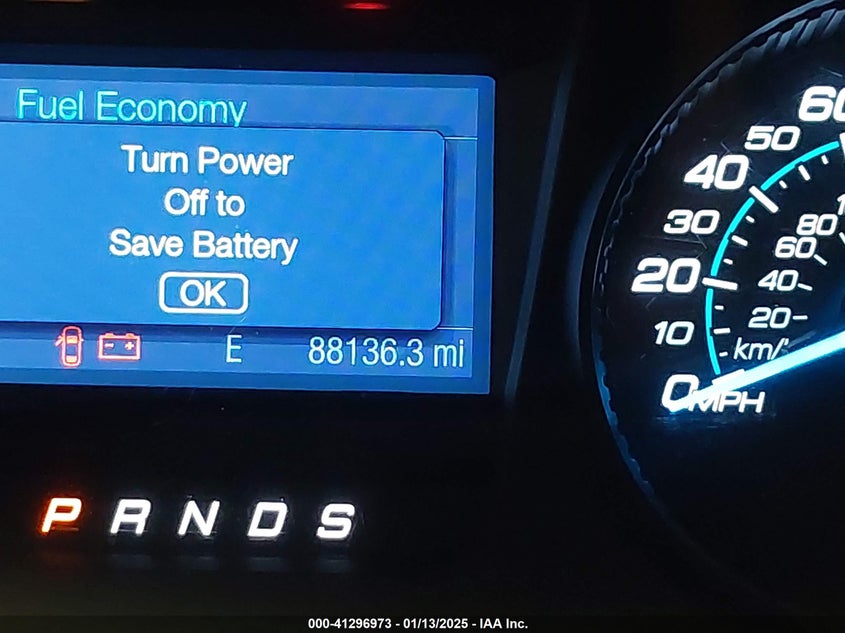 Fuel Economy
Turn Power
Off to
Save Battery
OK
E 88136.3 mi
P R N D S
60
50
40
30
20
10
0 MPH
80
60
40
20
km/
000-41296973 - 01/13/2025 - IAA Inc.